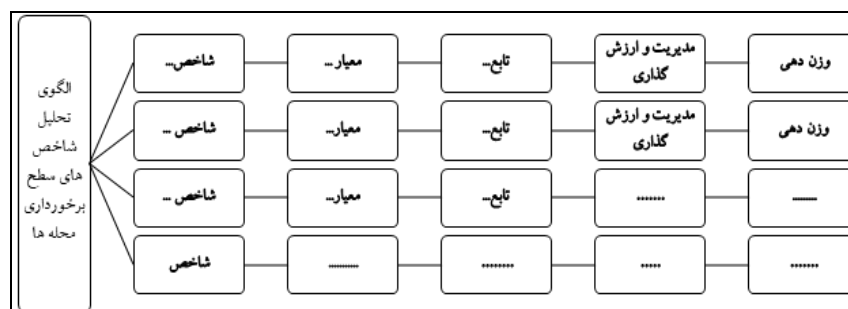 الگوی
تحلیل
شاخص
های سطح
برخورداری
محله ها
شاخص...
معیار ...
تابع...
مدیریت و ارزش
گذاری
وزن دهی
شاخص ...
معیار...
تابع...
مدیریت و ارزش
گذاری
وزن دهی
شاخص ...
معیار...
تابع...
.......
........
شاخص
...........
........
.....
.......